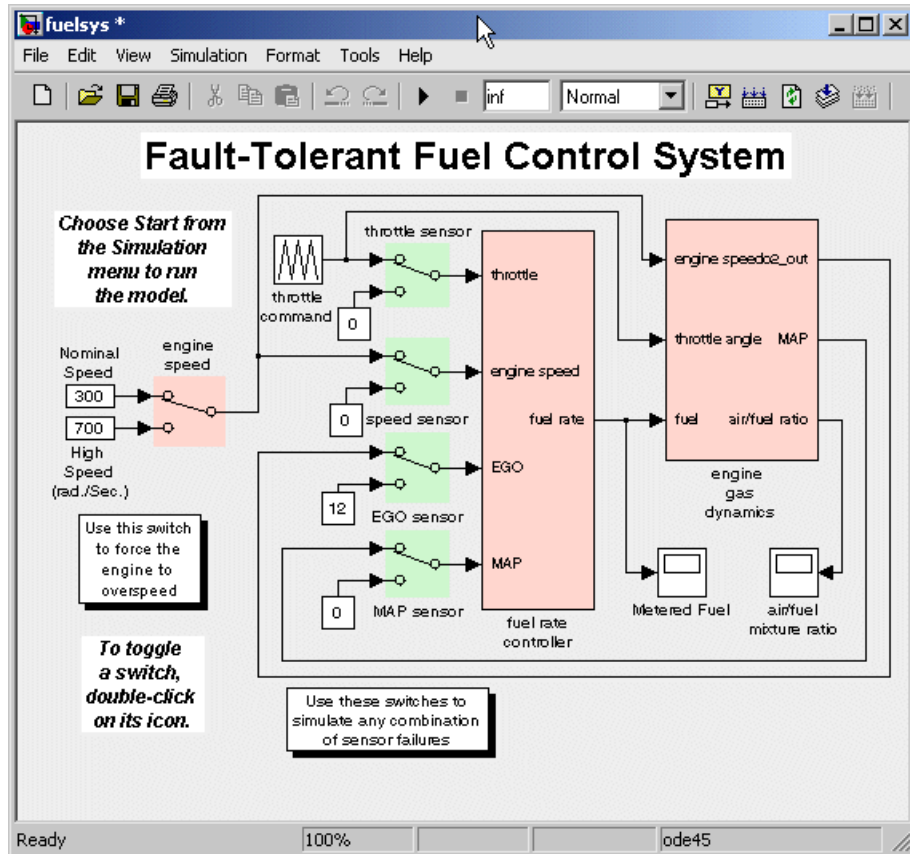 fuelsys *
File Edit View Simulation Format Tools Help
inf
Normal
Fault-Tolerant Fuel Control System
Choose Start from
the Simulation
menu to run
the model.
throttle
command
throttle sensor
0
throttle
engine speed
o2_out
throttle angle
MAP
fuel
air/fuel ratio
engine
gas
dynamics
Nominal
Speed
300
700
High
Speed
(rad./Sec.)
engine
speed
0
speed sensor
engine speed
fuel rate
EGO
12
EGO sensor
MAP
0
MAP sensor
fuel rate
controller
Metered Fuel
air/fuel
mixture ratio
Use this switch
to force the
engine to
overspeed
To toggle
a switch,
double-click
on its icon.
Use these switches to
simulate any combination
of sensor failures
Ready
100%
ode45